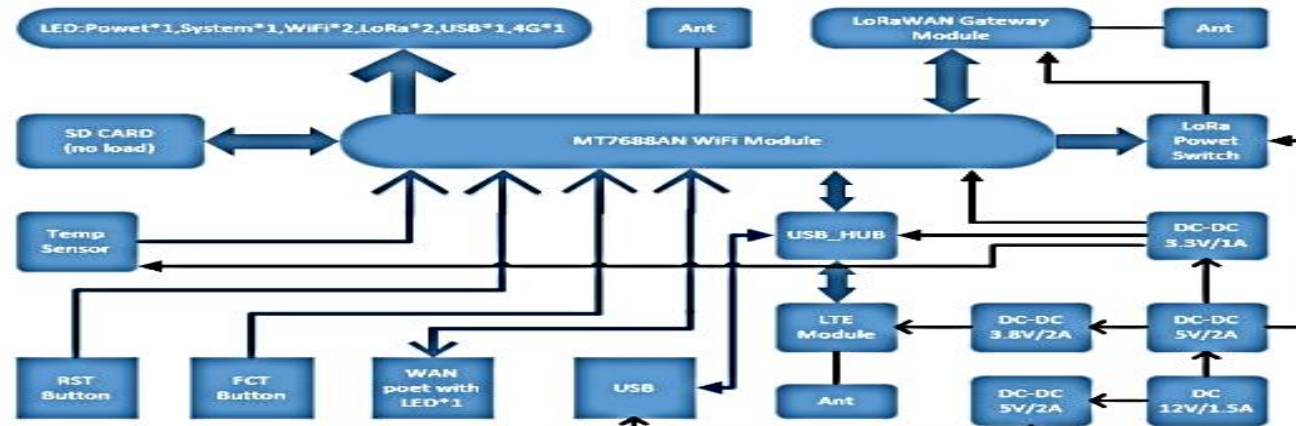 LED:Powet*1,System*1,WiFi*2,LoRa*2,USB*1,4G*1
Ant
LoRaWAN Gateway
Module
Ant
SD CARD
(no load)
MT7688AN WiFi Module
LoRa
Powet
Switch
Temp
Sensor
USB_HUB
DC-DC
3.3V/1A
LTE
Module
DC-DC
3.8V/2A
DC-DC
5V/2A
RST
Button
FCT
Button
WAN
poet with
LED*1
USB
Ant
DC-DC
5V/2A
DC
12V/1.5A